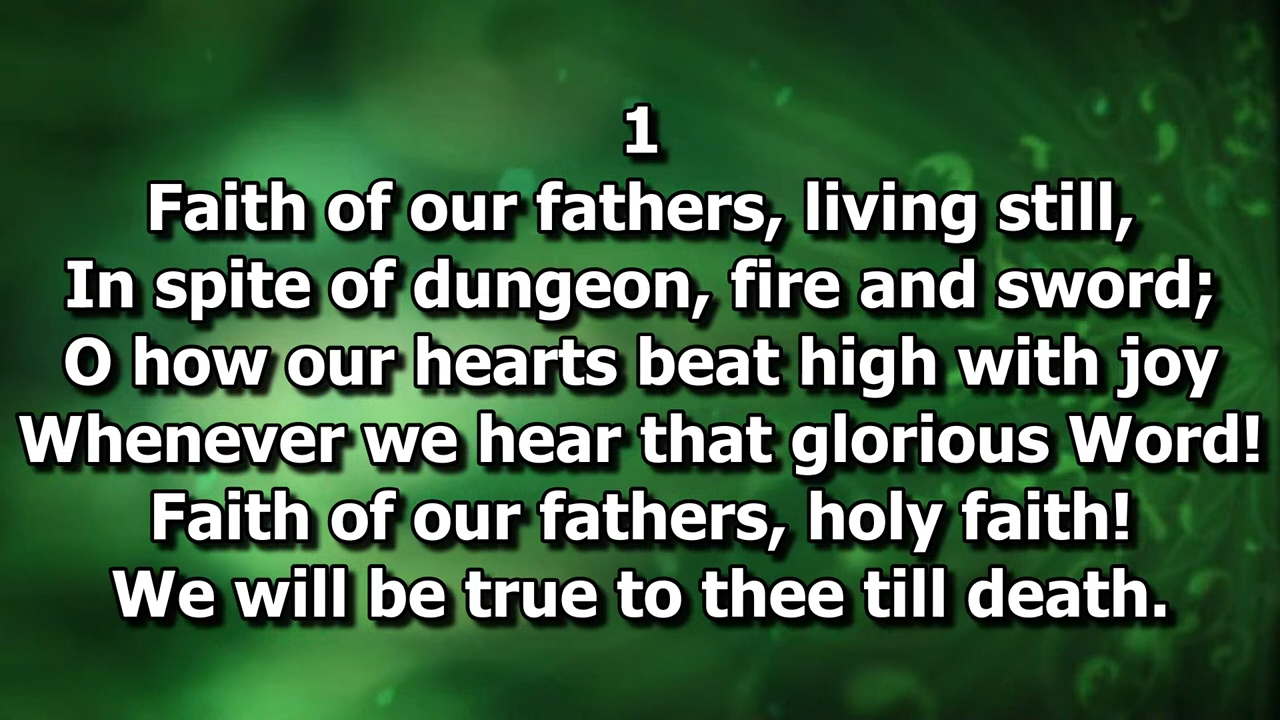 1
Faith of our fathers, living still,
In spite of dungeon, fire and sword;
O how our hearts beat high with joy
Whenever we hear that glorious Word!
Faith of our fathers, holy faith!
We will be true to thee till death.